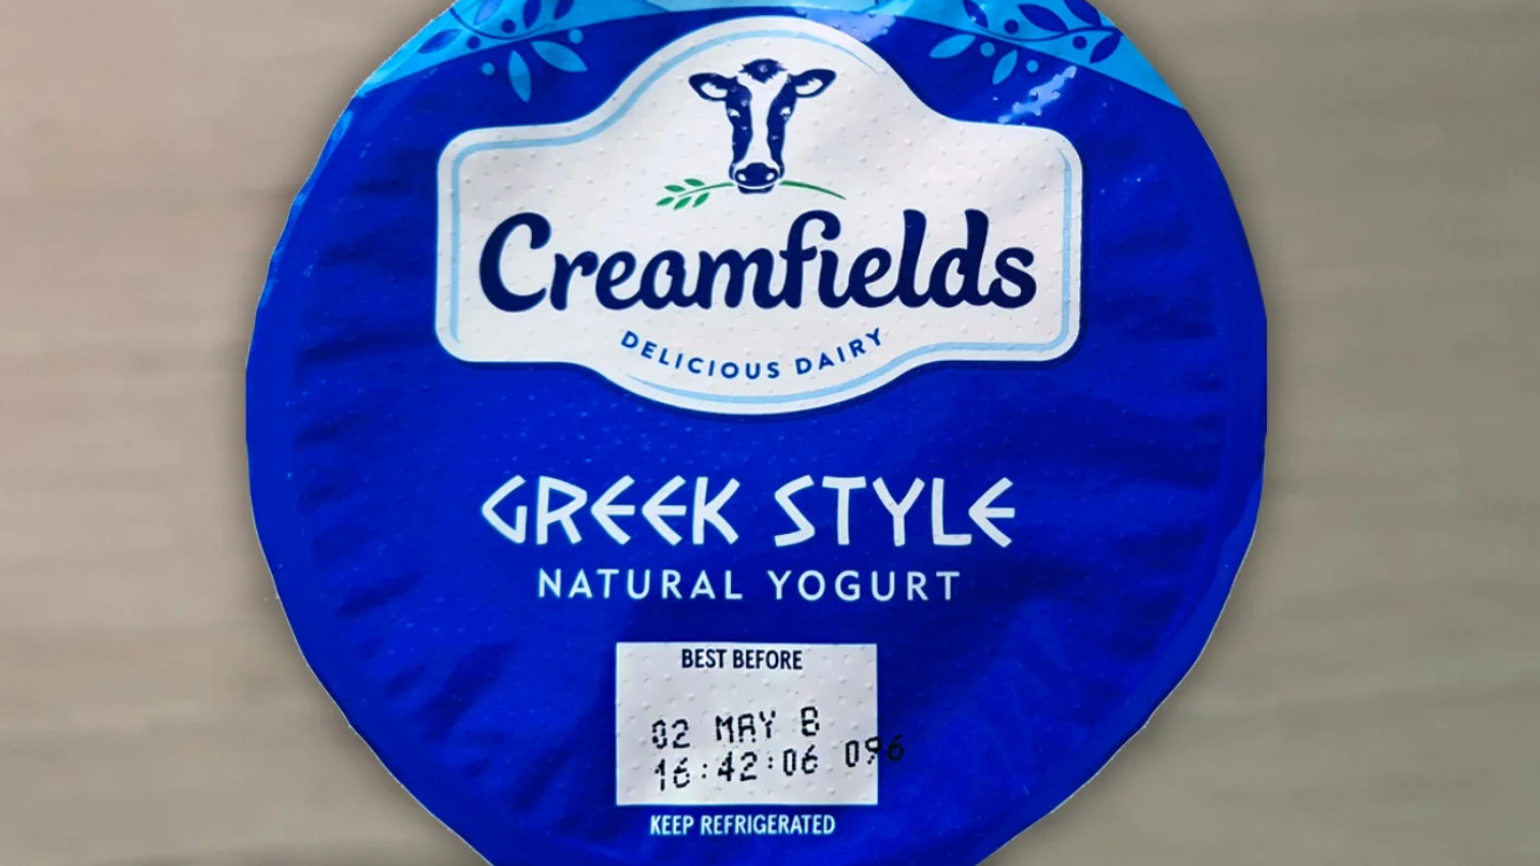 Creamfields
DELICIOUS DAIRY
GREEK STYLE
NATURAL YOGURT
BEST BEFORE
02 MAY B
16:42:06 096
KEEP REFRIGERATED